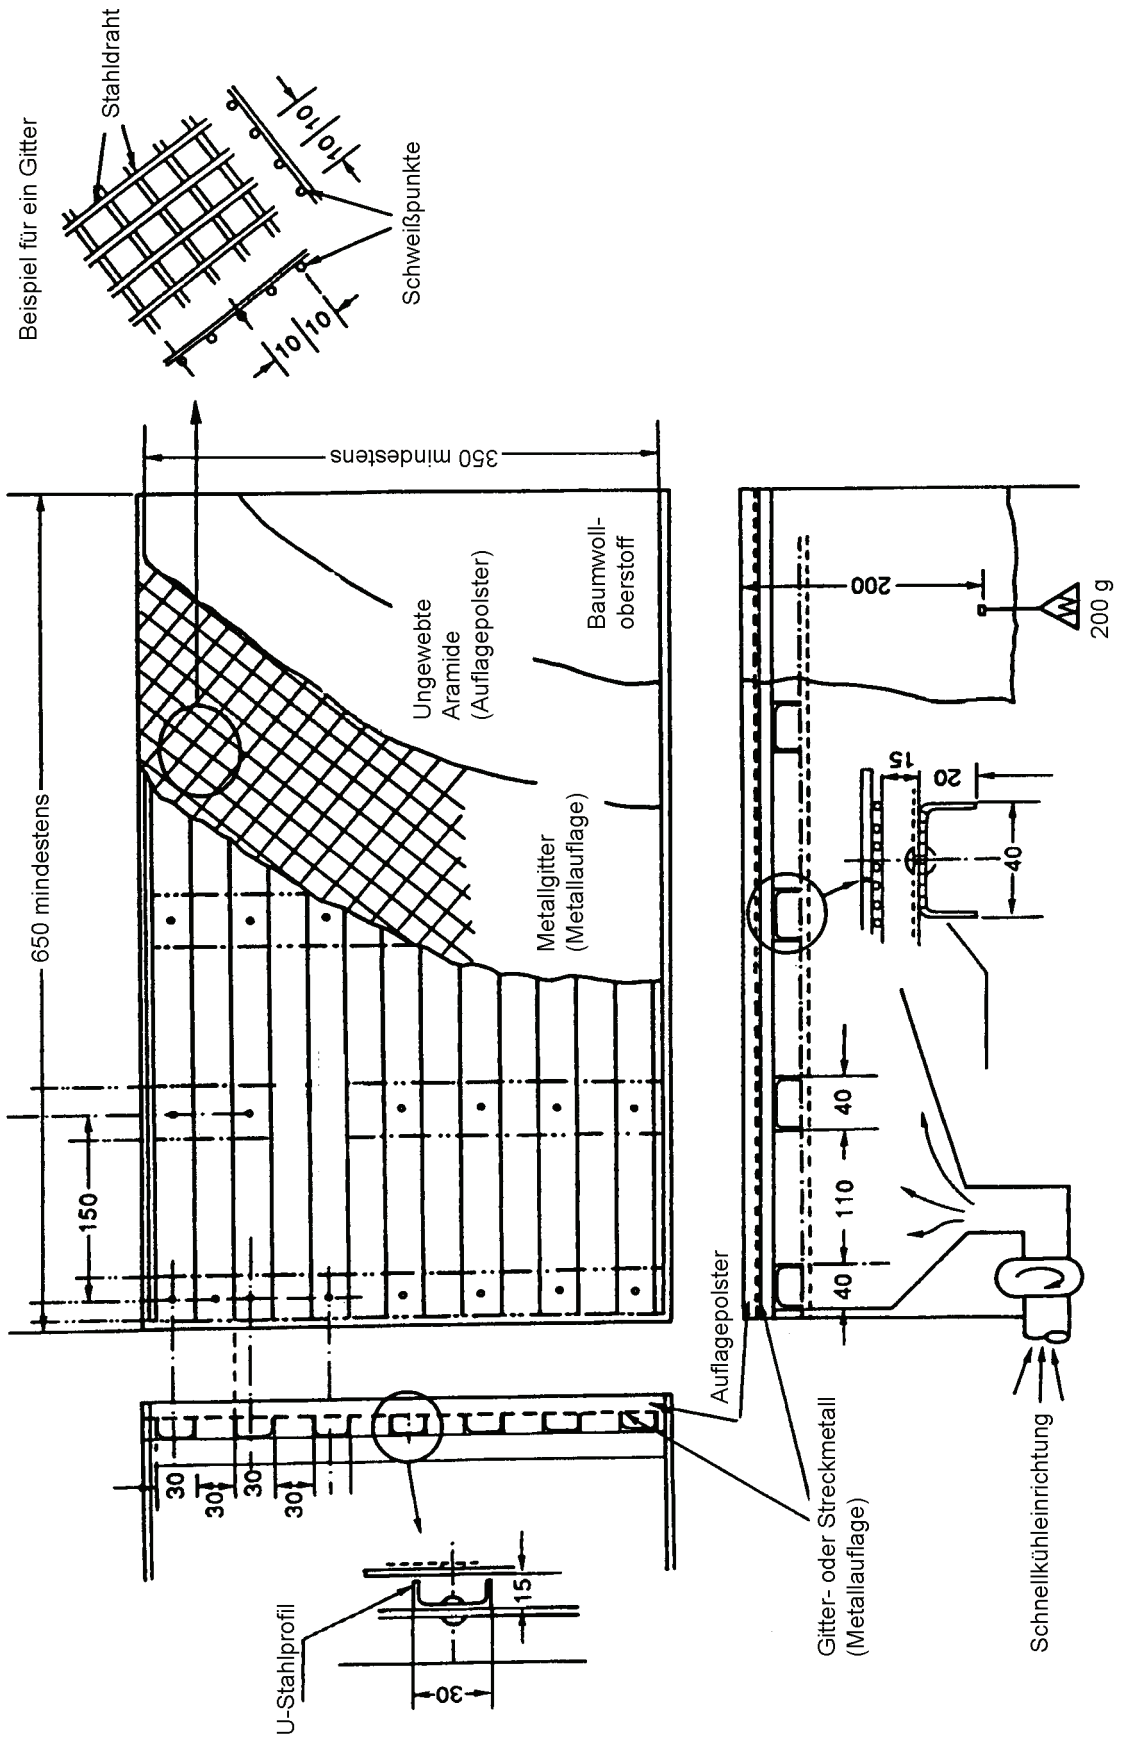 Beispiel für ein Gitter
Stahldraht
10
10
10
10
Schweißpunkte
650 mindestens
350 mindestens
150
Ungewebte
Aramide
(Auflagepolster)
Baumwoll-
oberstoff
Metallgitter
(Metallauflage)
30
30
30
30
U-Stahlprofil
15
30
Auflagepolster
Gitter- oder Streckmetall
(Metallauflage)
40
110
40
15
20
40
200
200 g
Schnellkühleinrichtung